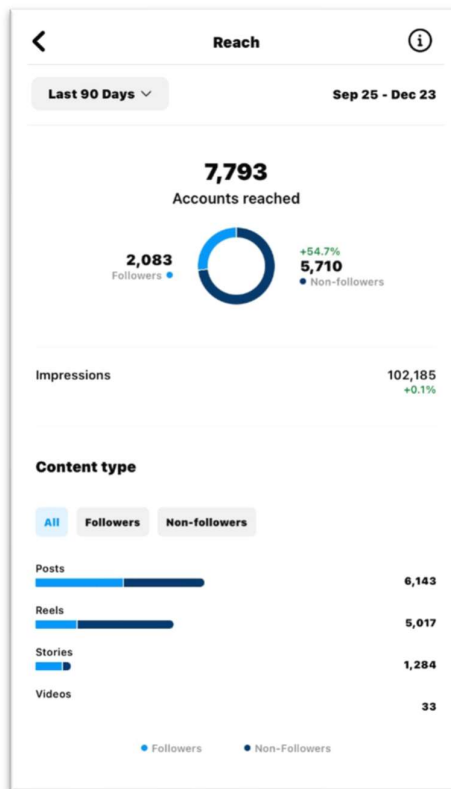 Reach
Last 90 Days
Sep 25 - Dec 23
7,793
Accounts reached
2,083
Followers
+54.7%
5,710
Non-followers
Impressions
102,185
+0.1%
Content type
All
Followers
Non-followers
Posts
6,143
Reels
5,017
Stories
1,284
Videos
33
Followers
Non-Followers